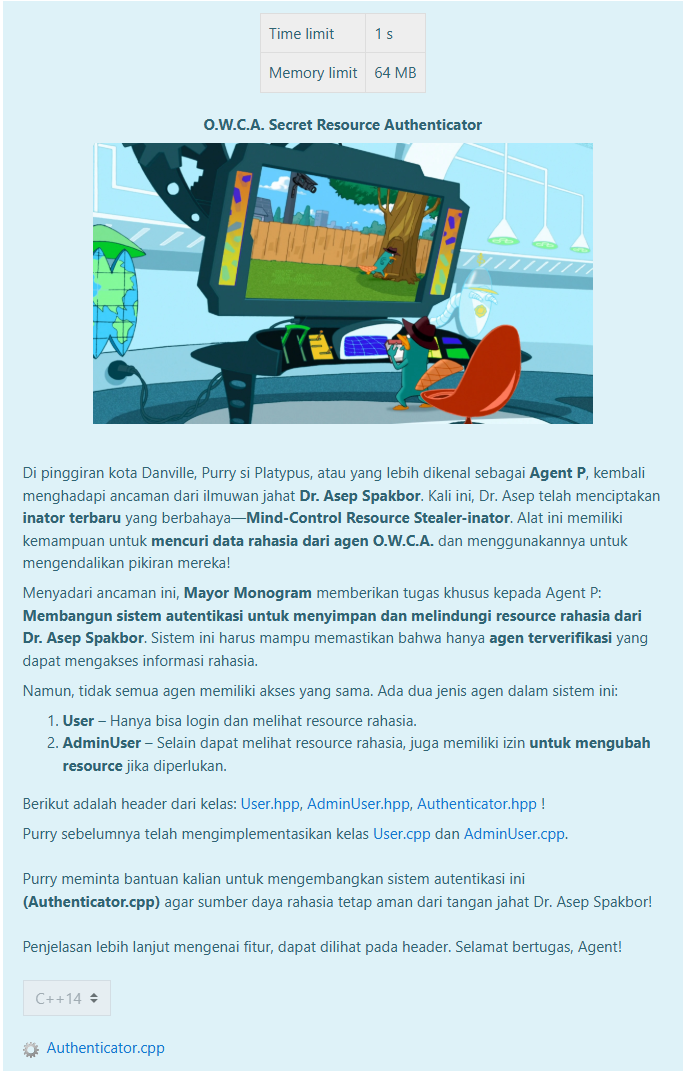 Time limit 1 s
Memory limit 64 MB
O.W.C.A. Secret Resource Authenticator
Di pinggiran kota Danville, Purry si Platypus, atau yang lebih dikenal sebagai Agent P, kembali
menghadapi ancaman dari ilmuwan jahat Dr. Asep Spakbor. Kali ini, Dr. Asep telah menciptakan
inator terbaru yang berbahaya—Mind-Control Resource Stealer-inator. Alat ini memiliki
kemampuan untuk mencuri data rahasia dari agen O.W.C.A. dan menggunakannya untuk
mengendalikan pikiran mereka!
Menyadari ancaman ini, Mayor Monogram memberikan tugas khusus kepada Agent P:
Membangun sistem autentikasi untuk menyimpan dan melindungi resource rahasia dari
Dr. Asep Spakbor. Sistem ini harus mampu memastikan bahwa hanya agen terverifikasi yang
dapat mengakses informasi rahasia.
Namun, tidak semua agen memiliki akses yang sama. Ada dua jenis agen dalam sistem ini:
1. User – Hanya bisa login dan melihat resource rahasia.
2. AdminUser – Selain dapat melihat resource rahasia, juga memiliki izin untuk mengubah
resource jika diperlukan.
Berikut adalah header dari kelas: User.hpp, AdminUser.hpp, Authenticator.hpp !
Purry sebelumnya telah mengimplementasikan kelas User.cpp dan AdminUser.cpp.
Purry meminta bantuan kalian untuk mengembangkan sistem autentikasi ini
(Authenticator.cpp) agar sumber daya rahasia tetap aman dari tangan jahat Dr. Asep Spakbor!
Penjelasan lebih lanjut mengenai fitur, dapat dilihat pada header. Selamat bertugas, Agent!
C++14
Authenticator.cpp